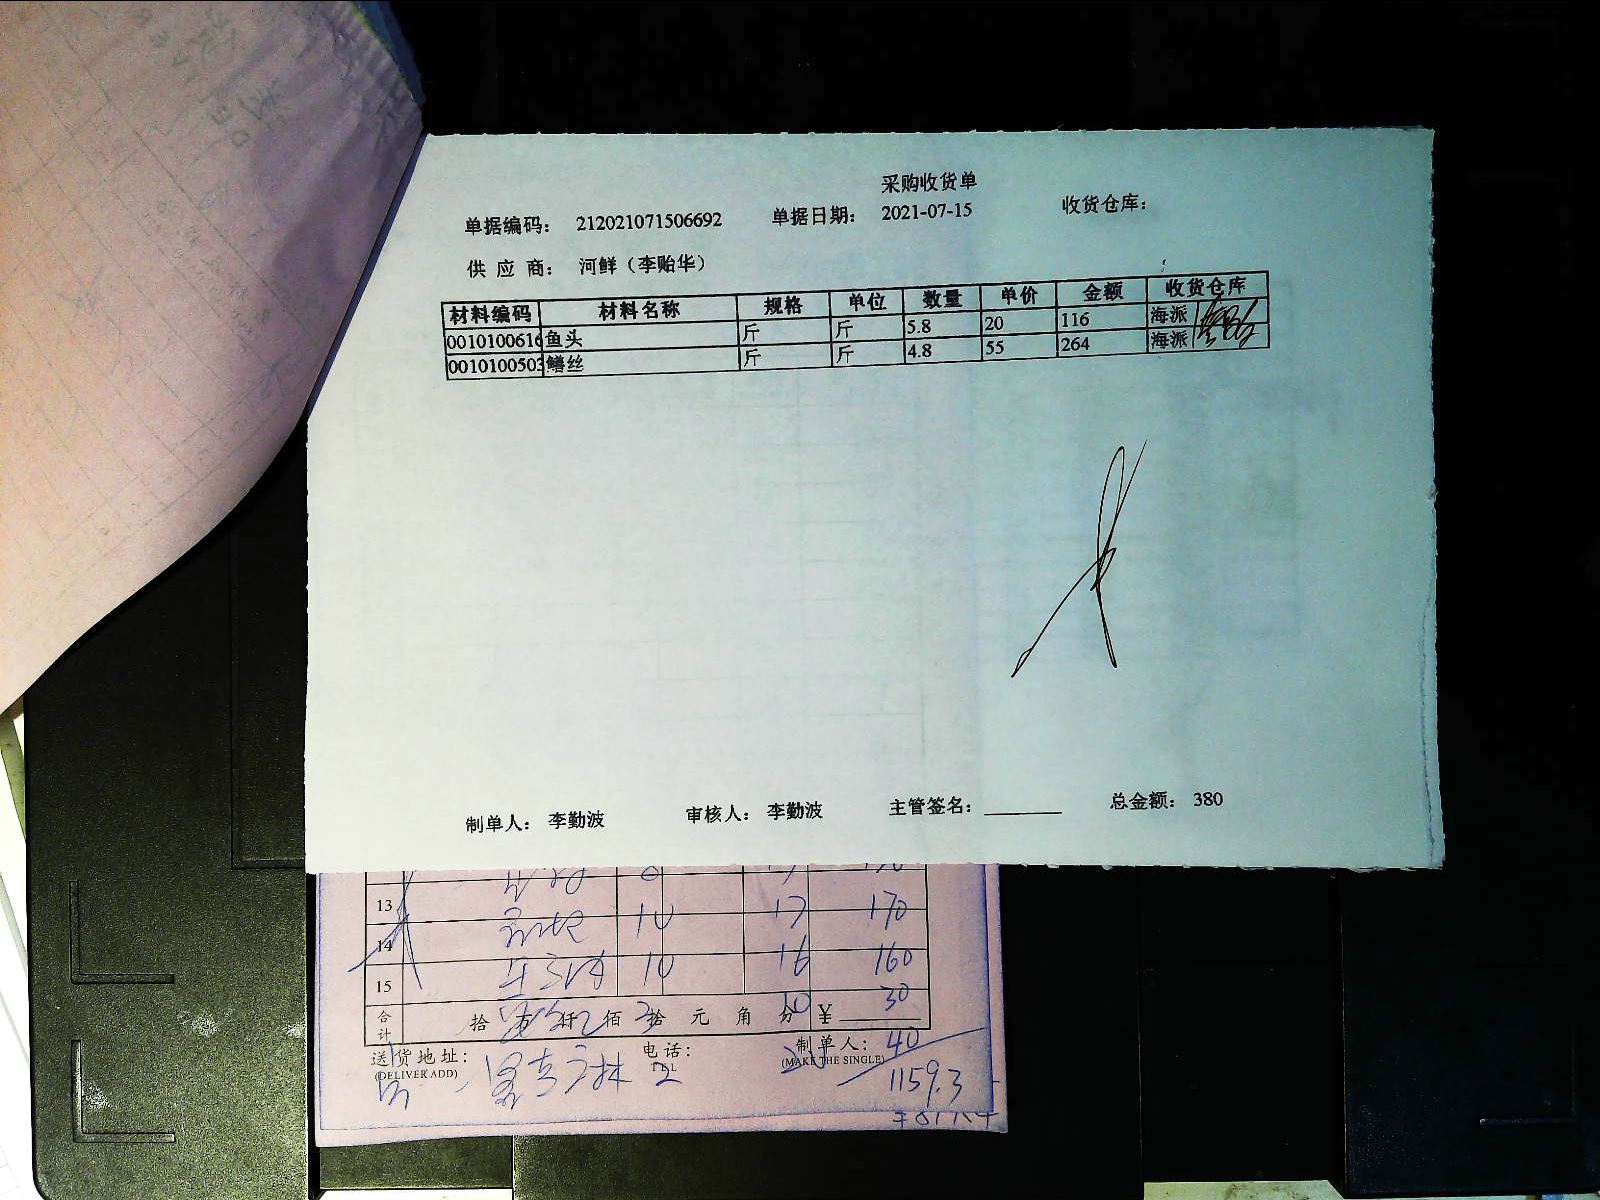 采购收货单
单据编码： 212021071506692 单据日期： 2021-07-15 收货仓库：
供 应 商： 河鲜（李贻华）
材料编码 材料名称 规格 单位 数量 单价 金额 收货仓库
0010100616 鱼头 斤 斤 5.8 20 116 海派
0010100503 鳝丝 斤 斤 4.8 55 264 海派
制单人： 李勤波 审核人： 李勤波 主管签名： 总金额： 380
13 10 17 170
14 10 16 160
15 30
合计 拾 万 仟 佰 拾 元 角 分 ¥
送货地址： 电话： 制单人： 40
(DELIVER ADD) TEL (MAKE THE SINGLE)
1159.3